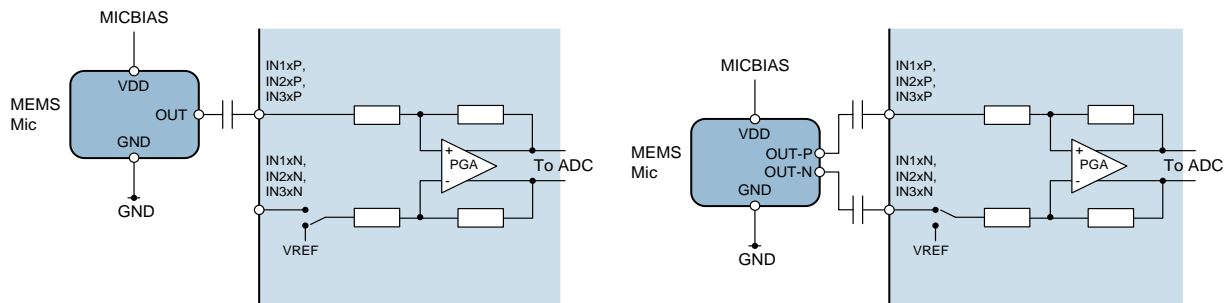 MICBIAS
MEMS
Mic
VDD
OUT
GND
GND
IN1xP,
IN2xP,
IN3xP
IN1xN,
IN2xN,
IN3xN
VREF
+
PGA
-
To ADC
MICBIAS
MEMS
Mic
VDD
OUT-P
OUT-N
GND
GND
IN1xP,
IN2xP,
IN3xP
IN1xN,
IN2xN,
IN3xN
VREF
+
PGA
-
To ADC